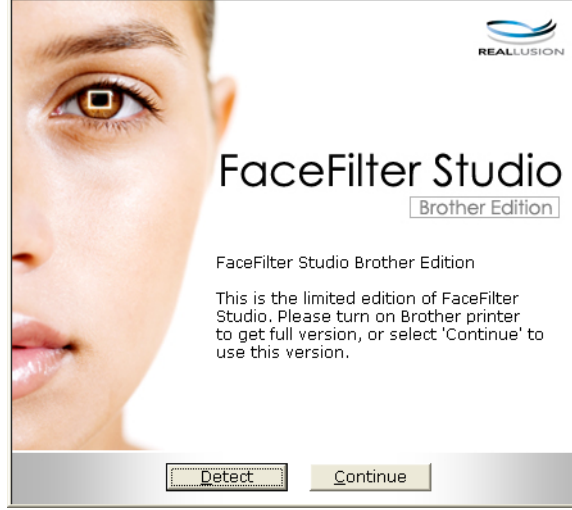 REALLUSION
FaceFilter Studio
Brother Edition
FaceFilter Studio Brother Edition
This is the limited edition of FaceFilter
Studio. Please turn on Brother printer
to get full version, or select 'Continue' to
use this version.
Detect
Continue